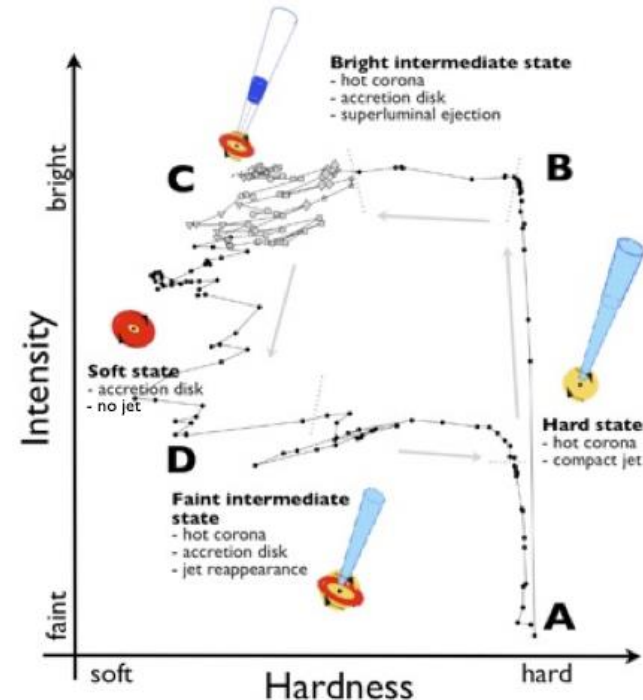 Bright intermediate state
- hot corona
- accretion disk
- superluminal ejection
bright
C
B
Intensity
Soft state
- accretion disk
- no jet
Hard state
- hot corona
- compact jet
D
Faint intermediate
state
- hot corona
- accretion disk
- jet reappearance
faint
A
soft
hard
Hardness